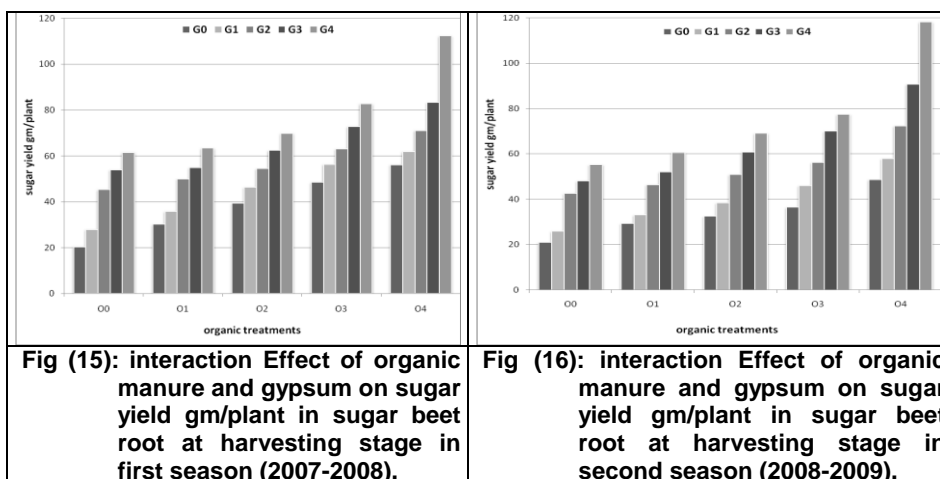 120
100
80
60
40
20
0
sugar yield gm/plant
G0 G1 G2 G3 G4
O0 O1 O2 O3 O4
organic treatments
Fig (15): interaction Effect of organic
manure and gypsum on sugar
yield gm/plant in sugar beet
root at harvesting stage in
first season (2007-2008).
120
100
80
60
40
20
0
sugar yield gm/plant
G0 G1 G2 G3 G4
O0 O1 O2 O3 O4
organic treatments
Fig (16): interaction Effect of organic
manure and gypsum on sugar
yield gm/plant in sugar beet
root at harvesting stage in
second season (2008-2009).